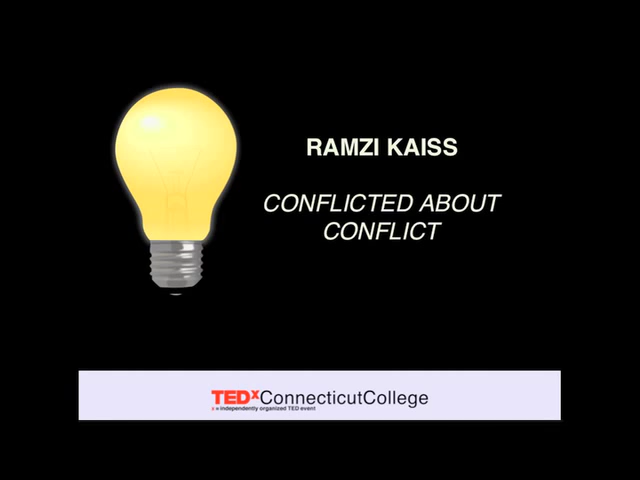 RAMZI KAISS
CONFLICTED ABOUT
CONFLICT
TEDxConnecticutCollege
x = independently organized TED event